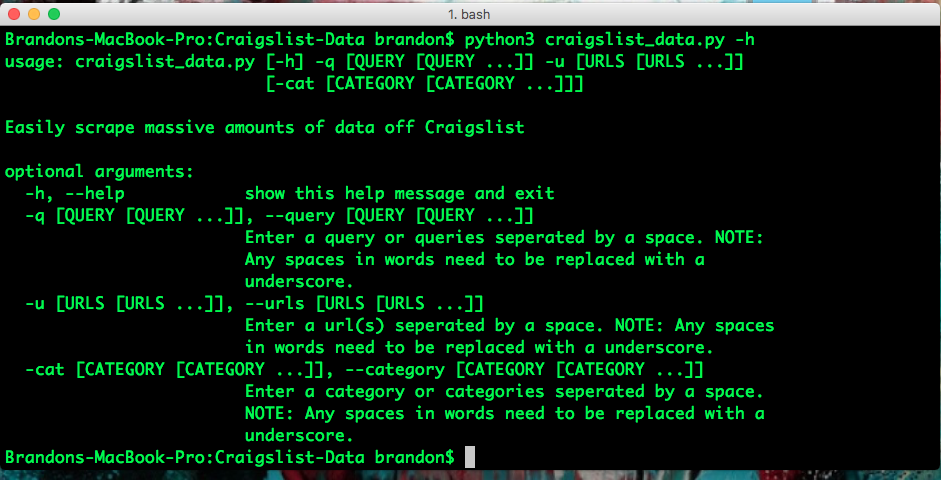 1. bash
Brandons-MacBook-Pro:Craigslist-Data brandon$ python3 craigslist_data.py -h
usage: craigslist_data.py [-h] -q [QUERY [QUERY ...]] -u [URLS [URLS ...]]
[-cat [CATEGORY [CATEGORY ...]]]
Easily scrape massive amounts of data off Craigslist
optional arguments:
-h, --help show this help message and exit
-q [QUERY [QUERY ...]], --query [QUERY [QUERY ...]]
Enter a query or queries seperated by a space. NOTE:
Any spaces in words need to be replaced with a
underscore.
-u [URLS [URLS ...]], --urls [URLS [URLS ...]]
Enter a url(s) seperated by a space. NOTE: Any spaces
in words need to be replaced with a underscore.
-cat [CATEGORY [CATEGORY ...]], --category [CATEGORY [CATEGORY ...]]
Enter a category or categories seperated by a space.
NOTE: Any spaces in words need to be replaced with a
underscore.
Brandons-MacBook-Pro:Craigslist-Data brandon$